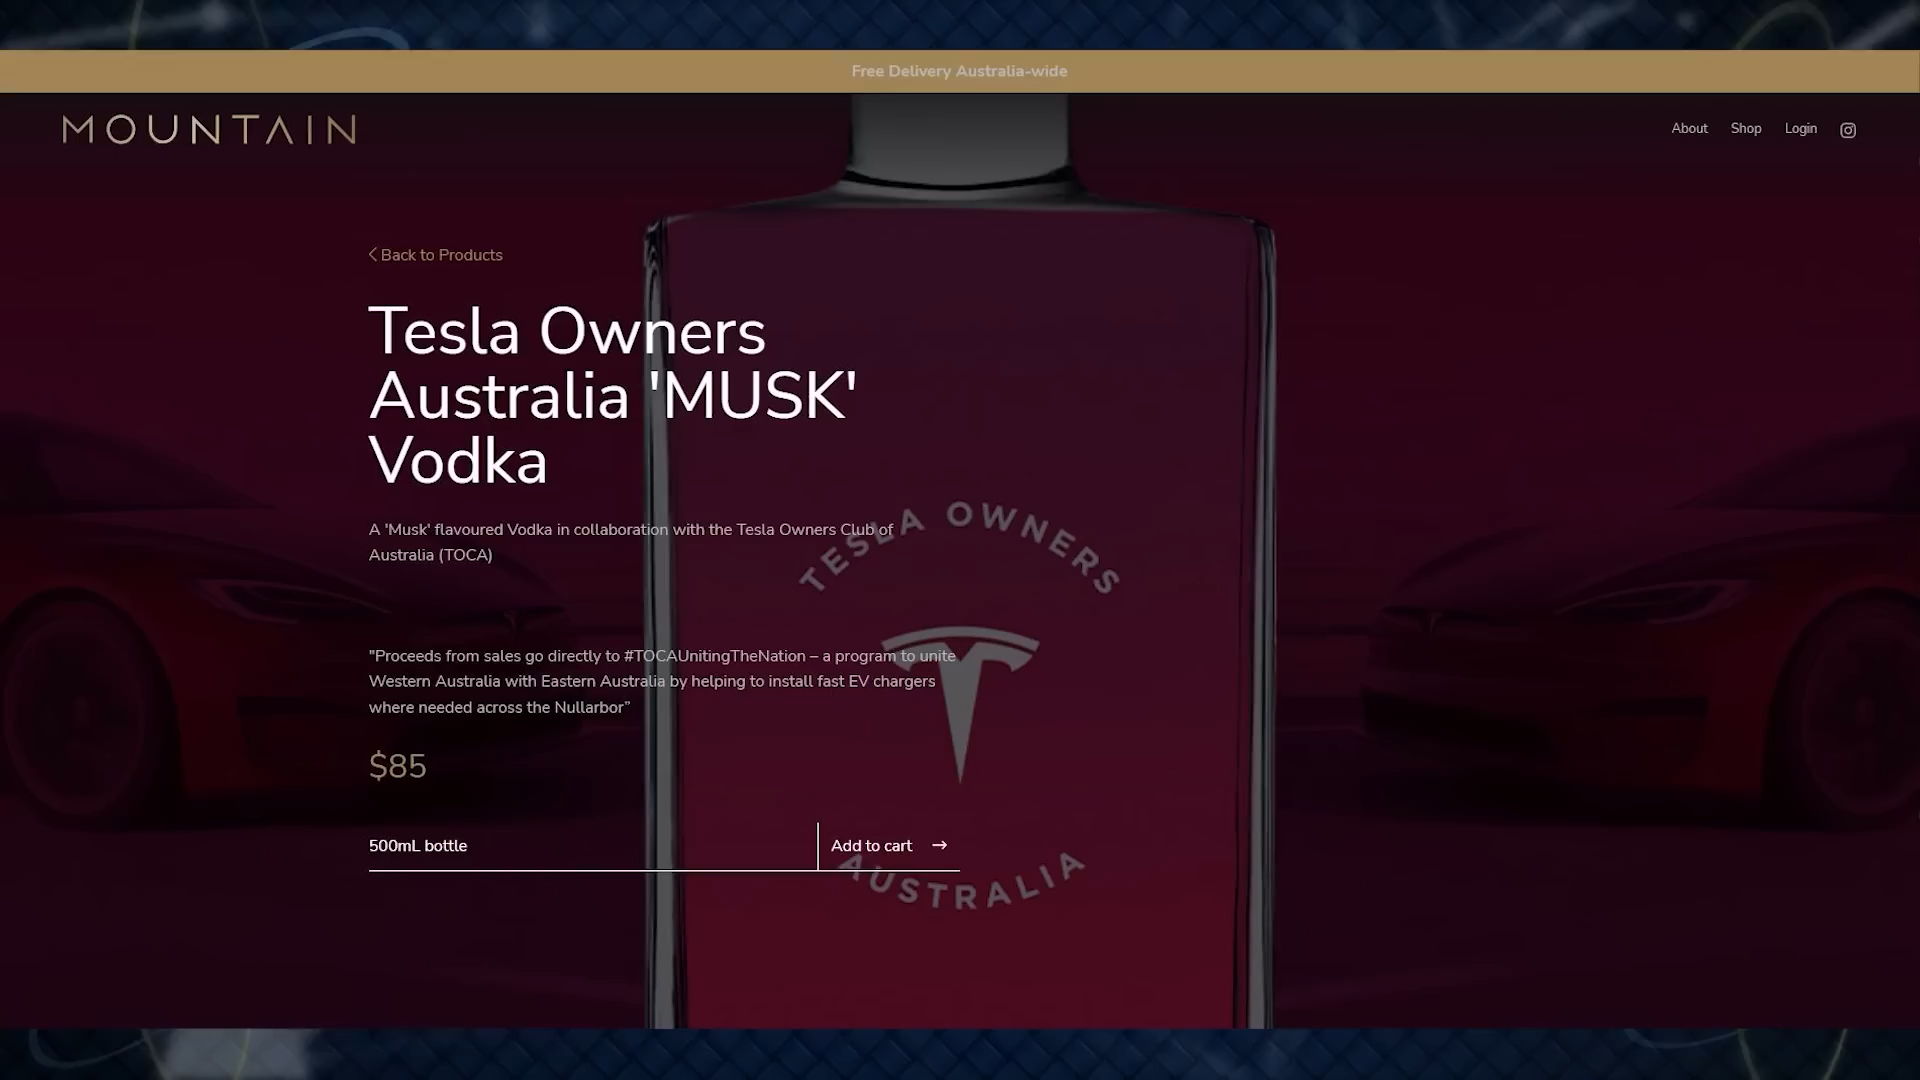 Free Delivery Australia-wide
MOUNTAIN
About Shop Login
Back to Products
Tesla Owners
Australia 'MUSK'
Vodka
A 'Musk' flavoured Vodka in collaboration with the Tesla Owners Club of
Australia (TOCA)
"Proceeds from sales go directly to #TOCAUnitingTheNation – a program to unite
Western Australia with Eastern Australia by helping to install fast EV chargers
where needed across the Nullarbor”
$85
500mL bottle
Add to cart →
TESLA OWNERS
AUSTRALIA